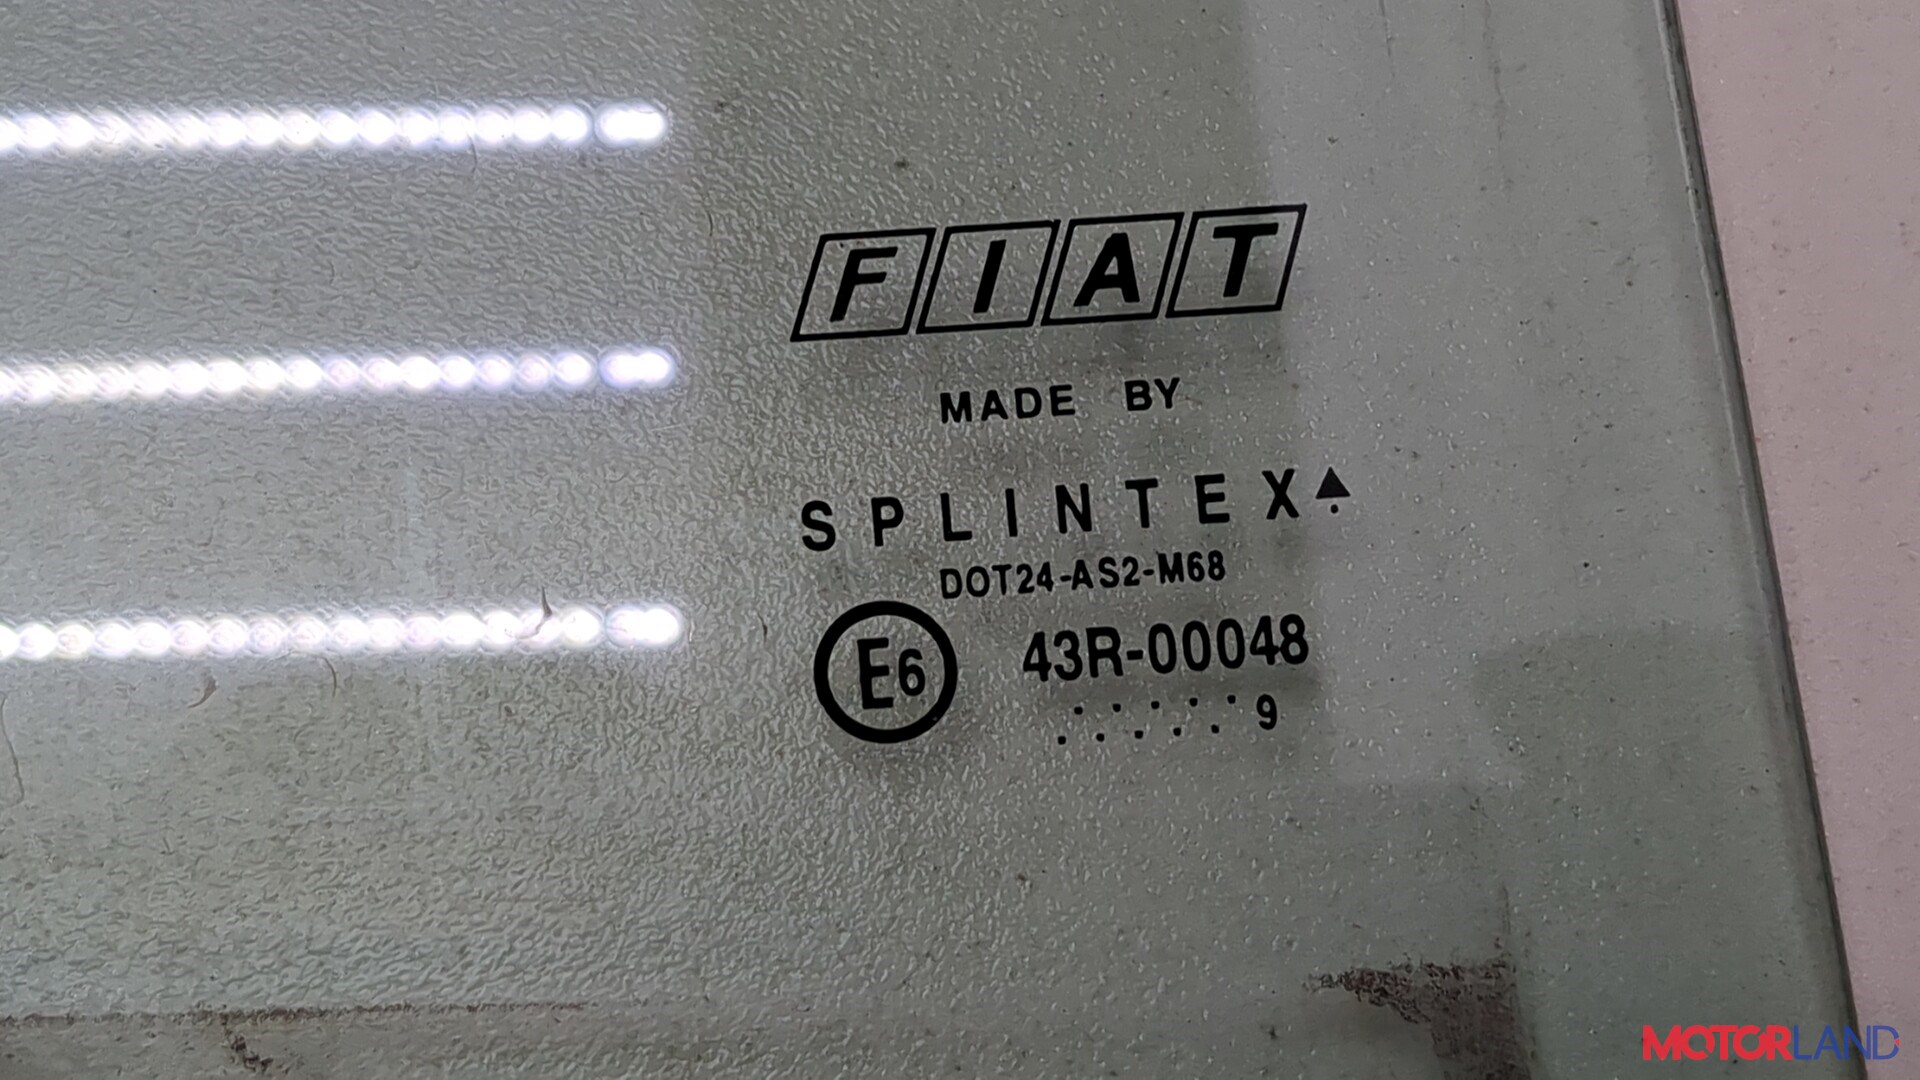 FIAT
MADE BY
SPLINTEX
DOT24-AS2-M68
E6 43R-00048
9
MOTORLAND